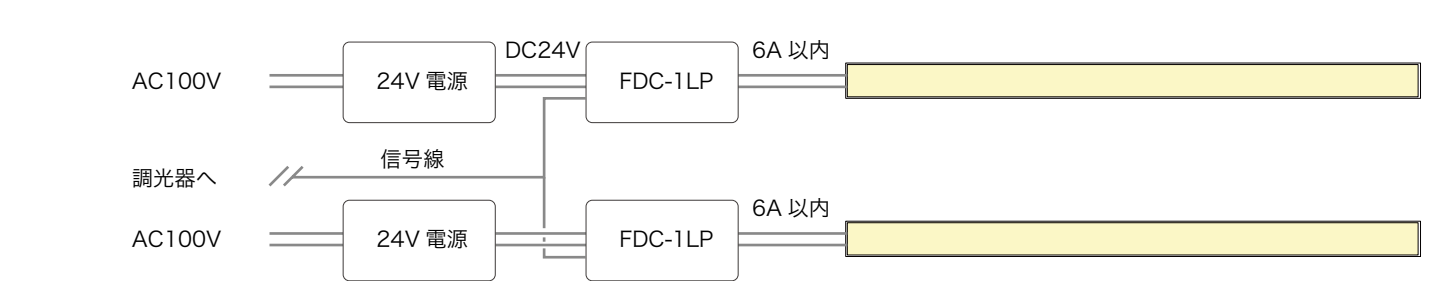 DC24V
6A 以内
AC100V
24V 電源
FDC-1LP
信号線
調光器へ
6A 以内
AC100V
24V 電源
FDC-1LP